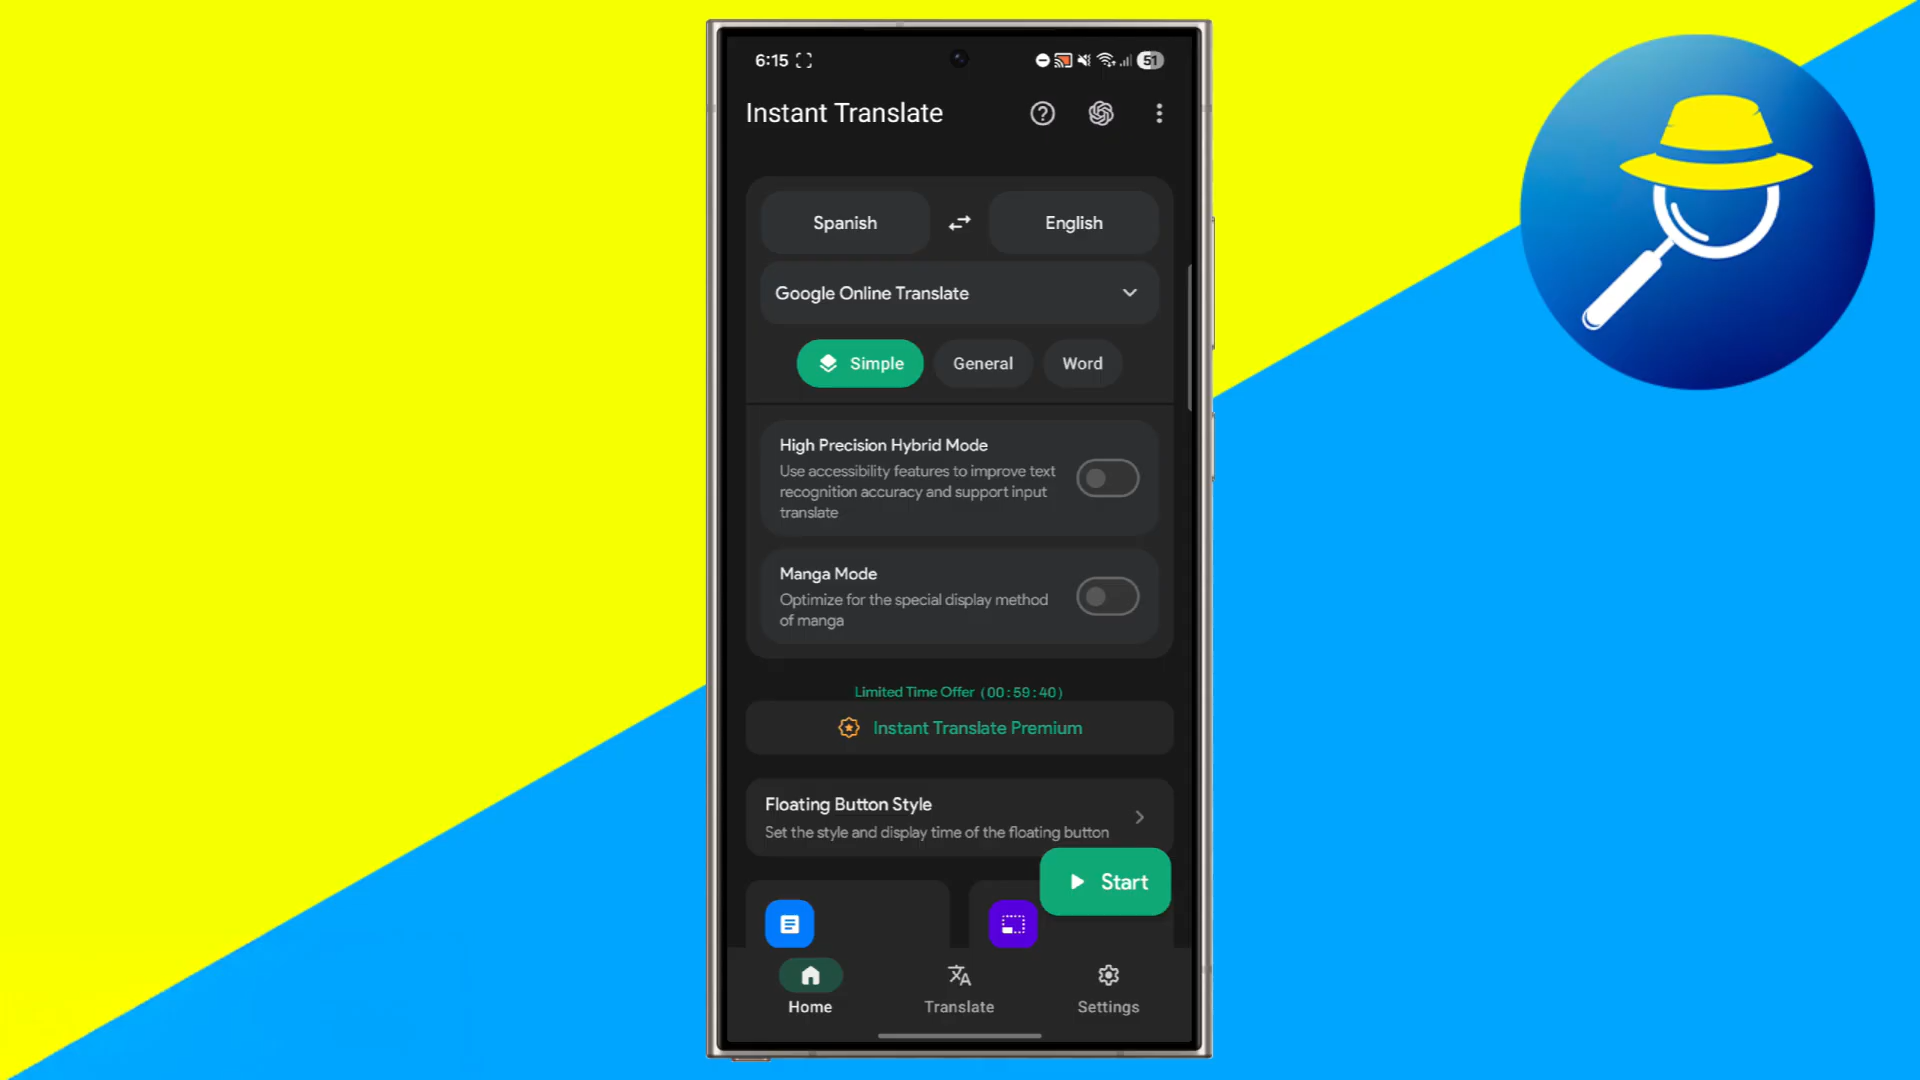 6:15
51
Instant Translate
Spanish
English
Google Online Translate
Simple
General
Word
High Precision Hybrid Mode
Use accessibility features to improve text
recognition accuracy and support input
translate
Manga Mode
Optimize for the special display method
of manga
Limited Time Offer (00:59:40)
Instant Translate Premium
Floating Button Style
Set the style and display time of the floating button
Start
Home
Translate
Settings